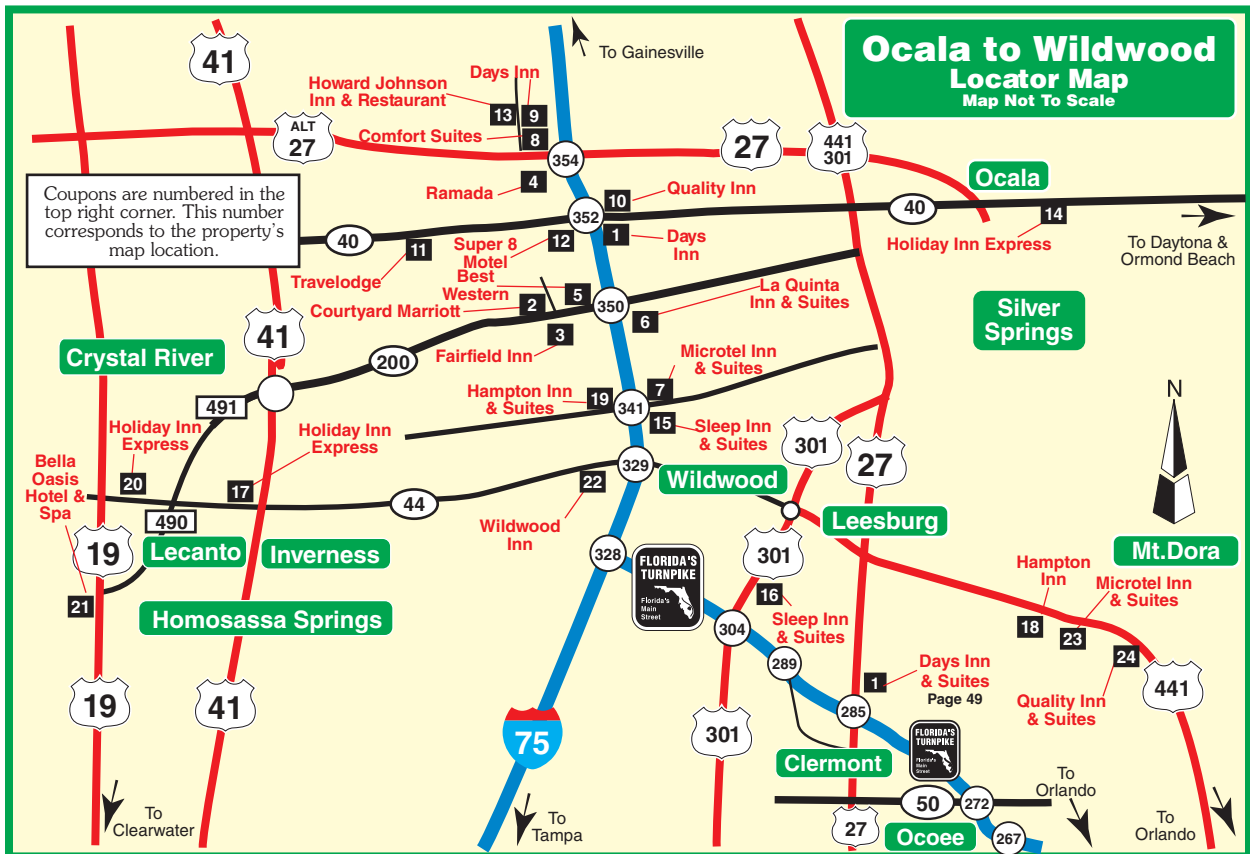 Ocala to Wildwood
Locator Map
Map Not To Scale
To Gainesville
41
Days Inn
Howard Johnson
Inn & Restaurant
13
9
ALT
27
Comfort Suites
8
354
27
441
301
Ocala
Coupons are numbered in the
top right corner. This number
corresponds to the property's
map location.
Ramada
4
10
Quality Inn
352
40
14
Holiday Inn Express
To Daytona &
Ormond Beach
40
11
Travelodge
Super 8
Motel
12
1
Days
Inn
Best
Western
5
Courtyard Marriott
2
350
La Quinta
Inn & Suites
6
3
Fairfield Inn
Silver
Springs
41
Crystal River
200
Microtel Inn
& Suites
7
Hampton Inn
& Suites
19
341
15
Sleep Inn
& Suites
N
491
Holiday Inn
Express
20
Holiday Inn
Express
17
301
27
Bella
Oasis
Hotel &
Spa
329
Wildwood
22
44
Wildwood
Inn
490
19
Lecanto
Inverness
Leesburg
Mt.Dora
328
FLORIDA'S
TURNPIKE
Florida's
Main
Street
301
21
Homosassa Springs
16
Sleep Inn
& Suites
304
Hampton
Inn
18
Microtel Inn
& Suites
23
24
Quality Inn
& Suites
441
289
1
Days Inn
& Suites
Page 49
19
41
75
301
285
Clermont
FLORIDA'S
TURNPIKE
Florida's
Main
Street
To
Clearwater
To
Tampa
27
50
272
To
Orlando
Ocoee
267
To
Orlando